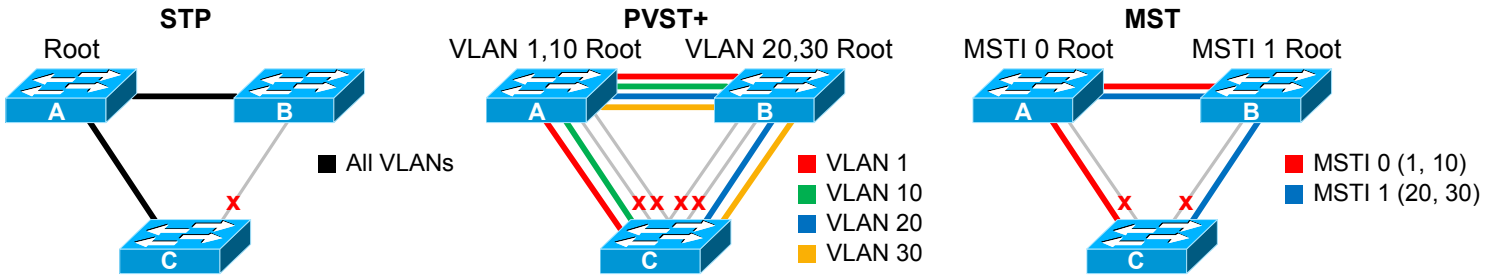 STP
Root
A
B
x
C
All VLANs
PVST+
VLAN 1,10 Root
VLAN 20,30 Root
A
B
x x x x
C
VLAN 1
VLAN 10
VLAN 20
VLAN 30
MST
MSTI 0 Root
MSTI 1 Root
A
B
x
x
C
MSTI 0 (1, 10)
MSTI 1 (20, 30)